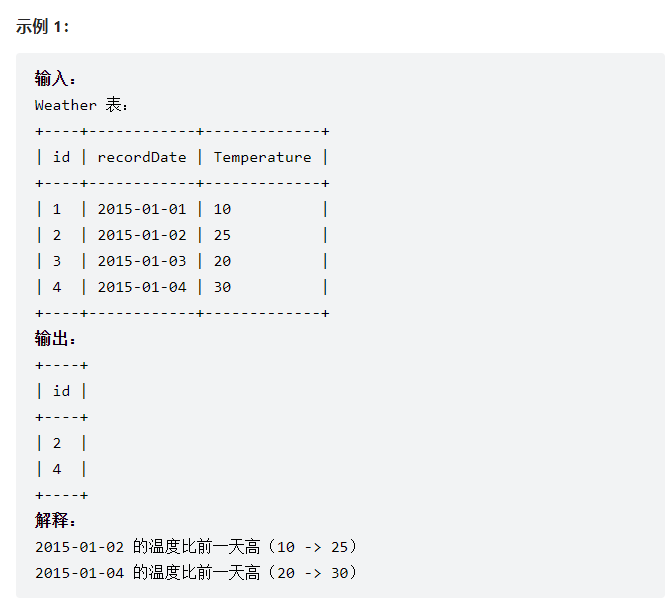 示例 1：
输入：
Weather 表：
+----+------------+-------------+
| id | recordDate | Temperature |
+----+------------+-------------+
| 1  | 2015-01-01 | 10          |
| 2  | 2015-01-02 | 25          |
| 3  | 2015-01-03 | 20          |
| 4  | 2015-01-04 | 30          |
+----+------------+-------------+
输出：
+----+
| id |
+----+
| 2  |
| 4  |
+----+
解释：
2015-01-02 的温度比前一天高（10 -> 25）
2015-01-04 的温度比前一天高（20 -> 30）